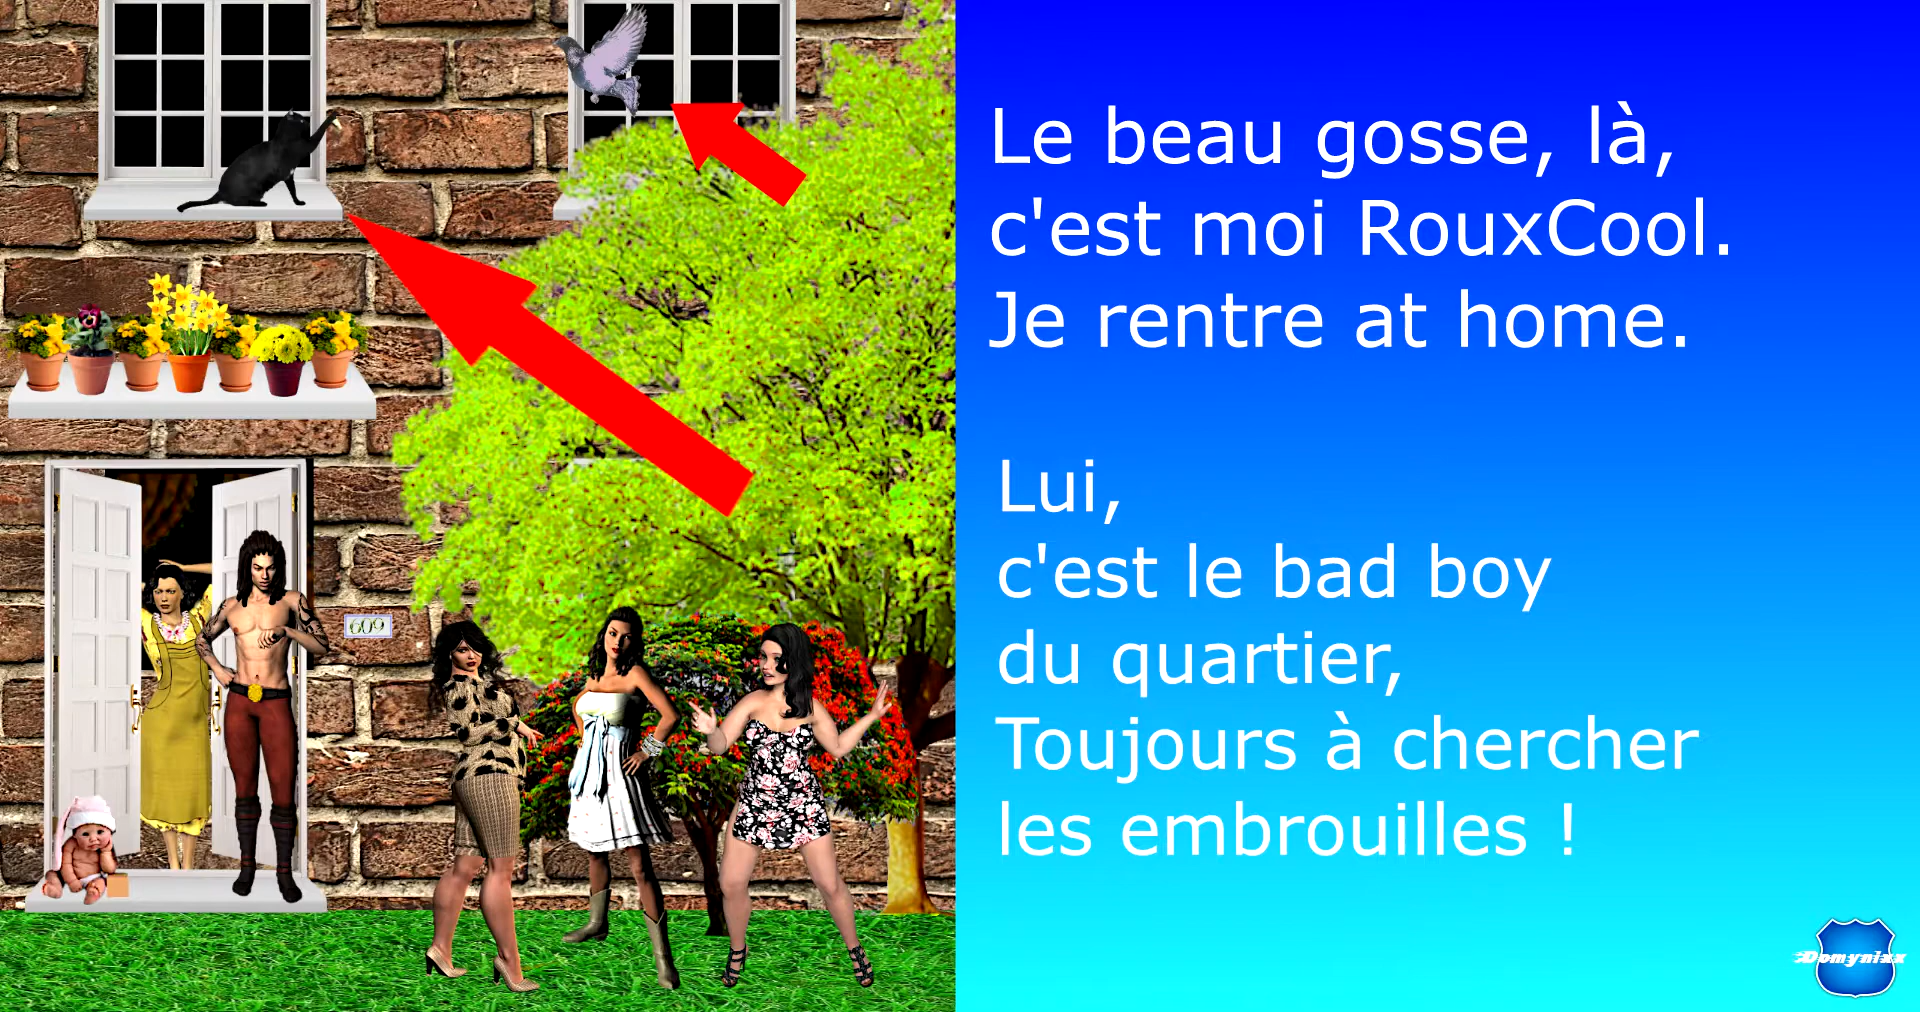 609
Le beau gosse, là,
c'est moi RouxCool.
Je rentre at home.
Lui,
c'est le bad boy
du quartier,
Toujours à chercher
les embrouilles !
Domynixx